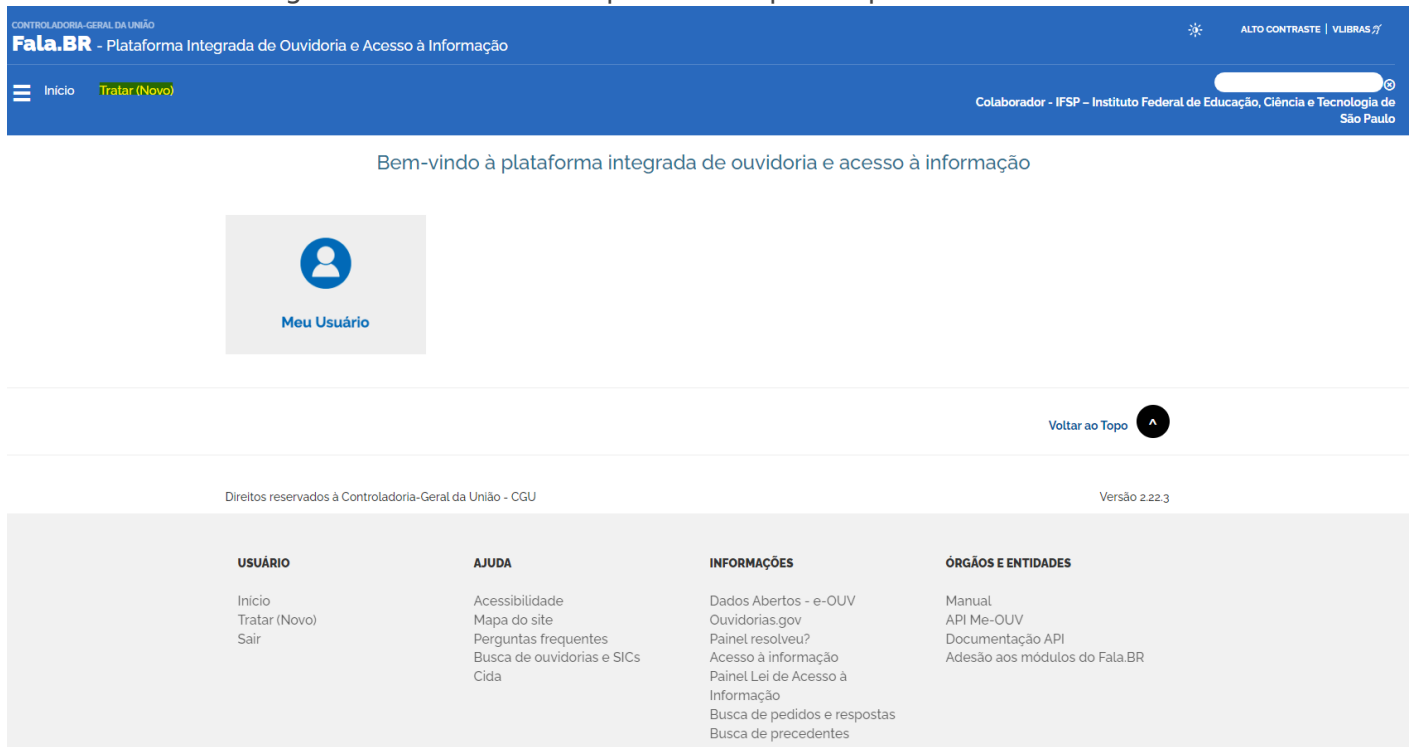 CONTROLADORIA-GERAL DA UNIÃO
Fala.BR - Plataforma Integrada de Ouvidoria e Acesso à Informação
ALTO CONTRASTE | VLIBRAS
Início Tratar (Novo)
Colaborador - IFSP – Instituto Federal de Educação, Ciência e Tecnologia de
São Paulo
Bem-vindo à plataforma integrada de ouvidoria e acesso à informação
Meu Usuário
Voltar ao Topo ^
Direitos reservados à Controladoria-Geral da União - CGU
Versão 2.22.3
USUÁRIO
Início
Tratar (Novo)
Sair
AJUDA
Acessibilidade
Mapa do site
Perguntas frequentes
Busca de ouvidorias e SICs
Cida
INFORMAÇÕES
Dados Abertos - e-OUV
Ouvidorias.gov
Painel resolveu?
Acesso à informação
Painel Lei de Acesso à
Informação
Busca de pedidos e respostas
Busca de precedentes
ÓRGÃOS E ENTIDADES
Manual
API Me-OUV
Documentação API
Adesão aos módulos do Fala.BR